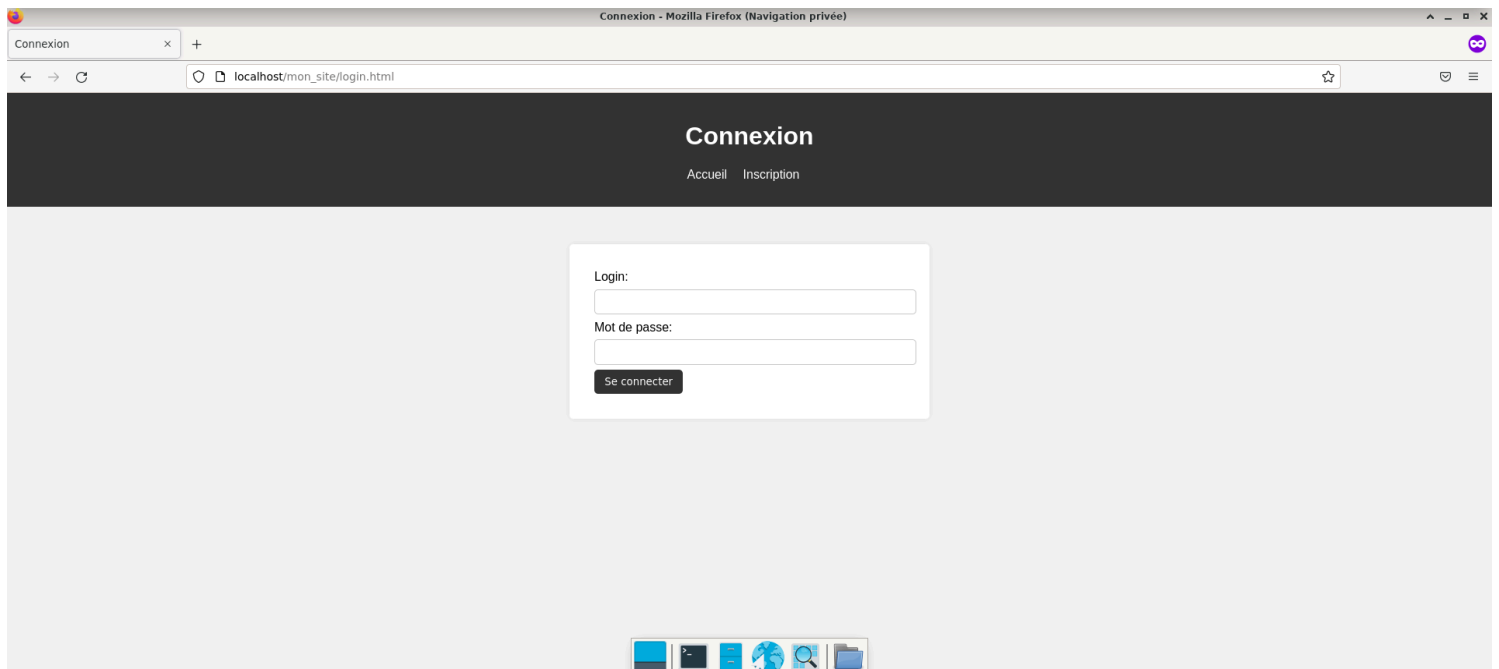 Connexion - Mozilla Firefox (Navigation privée)
Connexion
localhost/mon_site/login.html
Connexion
Accueil Inscription
Login:
Mot de passe:
Se connecter